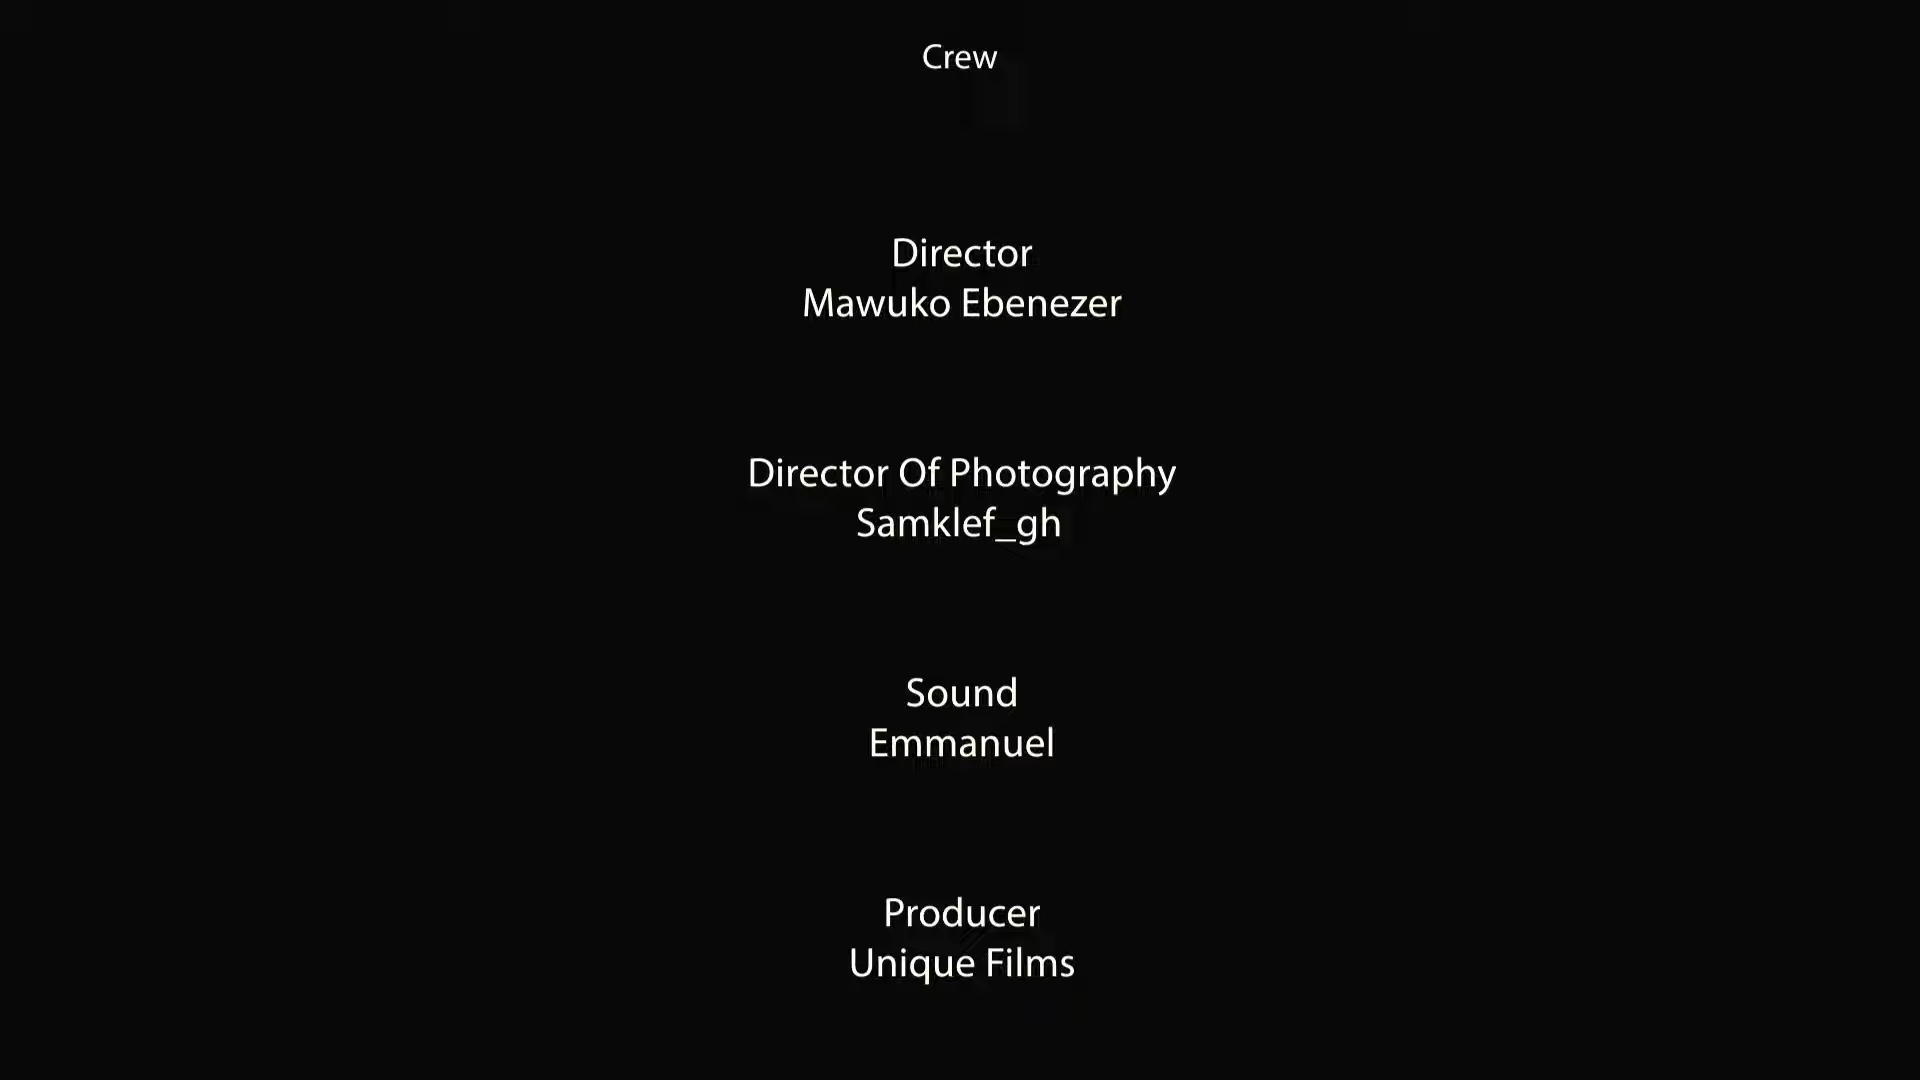 Crew
Director
Mawuko Ebenezer
Director Of Photography
Samklef_gh
Sound
Emmanuel
Producer
Unique Films